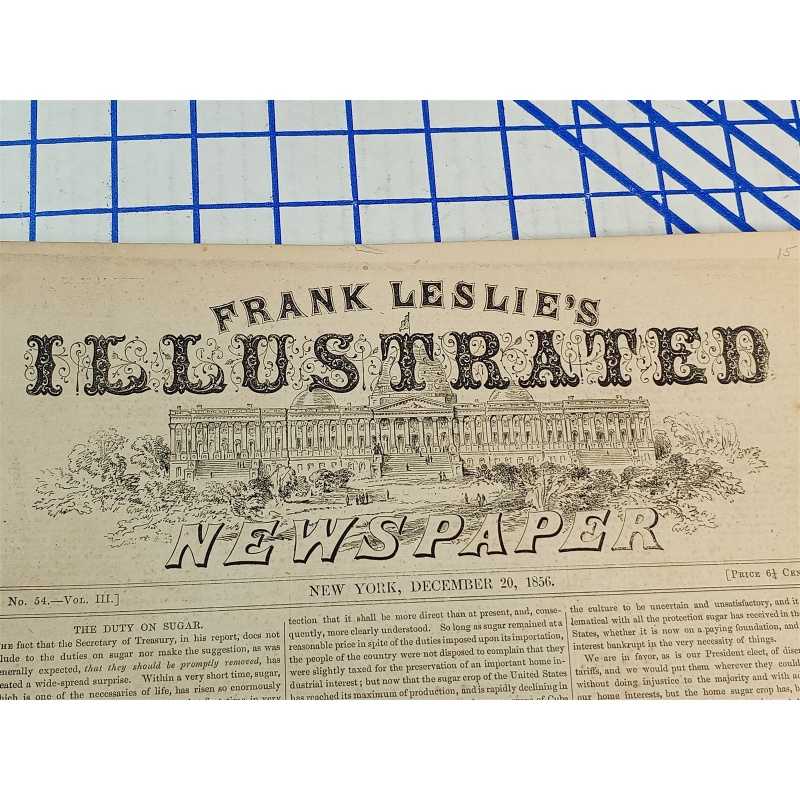 15
FRANK LESLIE'S
ILLUSTRATED
NEWSPAPER
No. 54.—VOL. III.]
NEW YORK, DECEMBER 20, 1856.
[PRICE 6¼ CEN
THE DUTY ON SUGAR.
HE fact that the Secretary of Treasury, in his report, does not
lude to the duties on sugar nor make the suggestion, as was
enerally expected, that they should be promptly removed, has
eated a wide-spread surprise. Within a very short time, sugar,
hich is one of the necessaries of life, has risen so enormously
tection that it shall be more direct than at present, and, conse-
quently, more clearly understood. So long as sugar remained at a
reasonable price in spite of the duties imposed upon its importation,
the people of the country were not disposed to complain that they
were slightly taxed for the preservation of an important home in-
dustrial interest; but now that the sugar crop of the United States
has reached its maximum of production, and is rapidly declining in
of Cuba
the culture to be uncertain and unsatisfactory, and it
lematical with all the protection sugar has received in the
States, whether it is now on a paying foundation, and
interest bankrupt in the very necessity of things.
We are in favor, as is our President elect, of discri
tariffs, and we would put them wherever they could
without doing injustice to the majority and with ad
our home interests, but the home sugar crop has, b